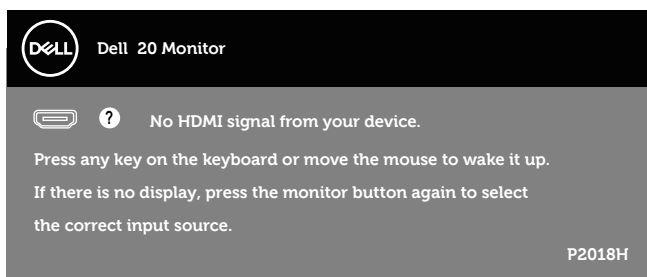 DELL
Dell 20 Monitor
? No HDMI signal from your device.
Press any key on the keyboard or move the mouse to wake it up.
If there is no display, press the monitor button again to select
the correct input source.
P2018H